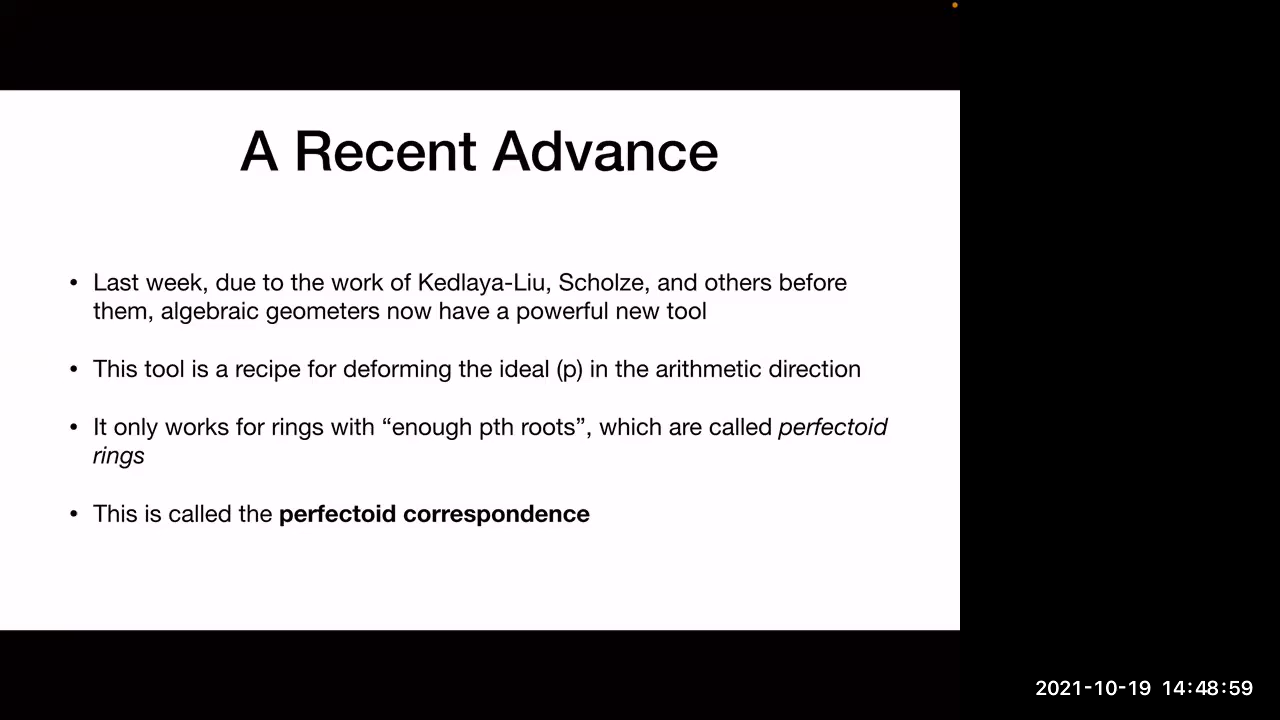 A Recent Advance
• Last week, due to the work of Kedlaya-Liu, Scholze, and others before
them, algebraic geometers now have a powerful new tool
• This tool is a recipe for deforming the ideal (p) in the arithmetic direction
• It only works for rings with “enough pth roots”, which are called perfectoid
rings
• This is called the perfectoid correspondence
2021-10-19 14:48:59